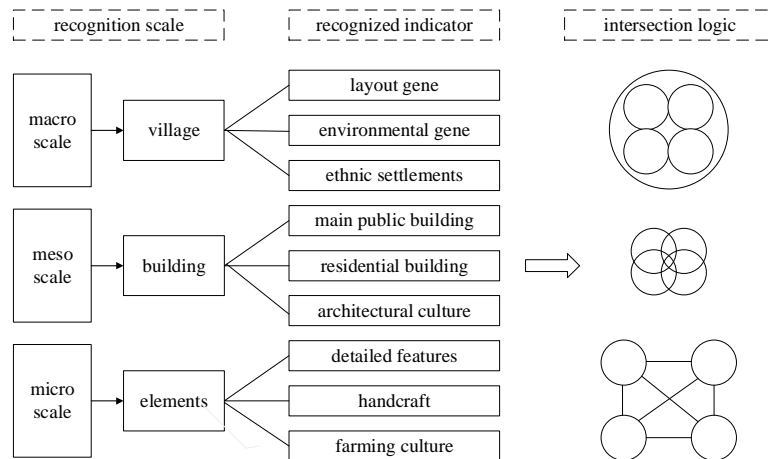 recognition scale
recognized indicator
intersection logic
macro
scale
village
layout gene
environmental gene
ethnic settlements
meso
scale
building
main public building
residential building
architectural culture
micro
scale
elements
detailed features
handcraft
farming culture